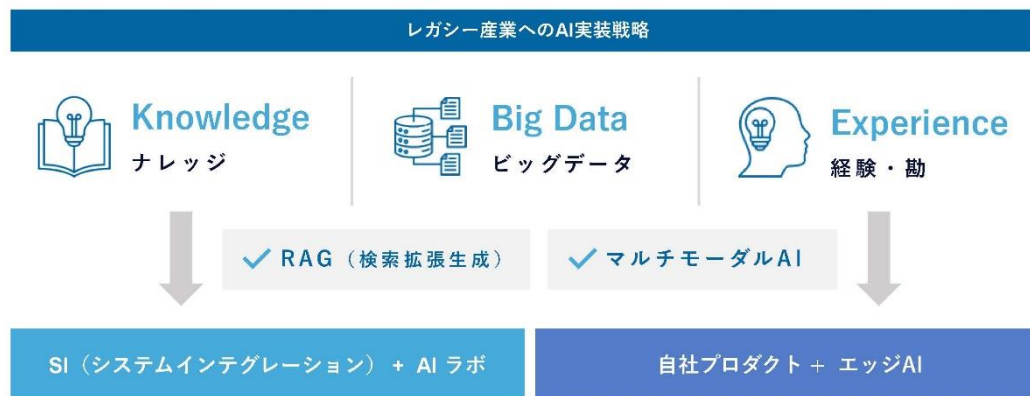 レガシー産業へのAI実装戦略
Knowledge
ナレッジ
Big Data
ビッグデータ
Experience
経験・勘
RAG（検索拡張生成）
マルチモーダルAI
SI（システムインテグレーション）+ AI ラボ
自社プロダクト + エッジAI